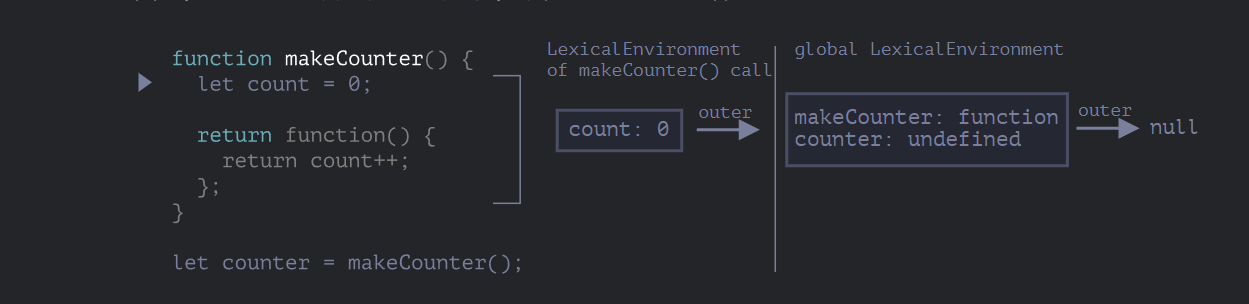 function makeCounter() {
let count = 0;
return function() {
return count++;
};
}
let counter = makeCounter();
LexicalEnvironment
of makeCounter() call
count: 0
outer
global LexicalEnvironment
makeCounter: function
counter: undefined
outer
null